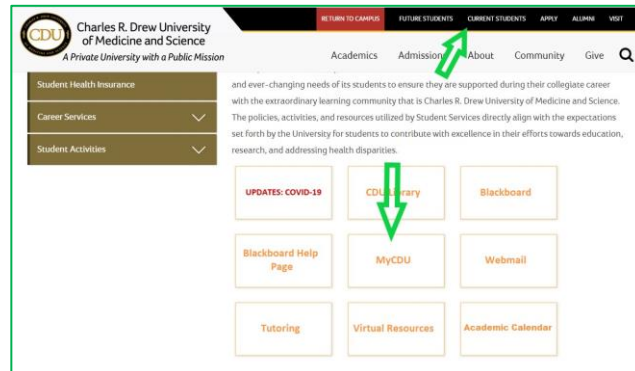 RETURN TO CAMPUS FUTURE STUDENTS CURRENT STUDENTS APPLY ALUMNI VISIT
CDU
Charles R. Drew University
of Medicine and Science
A Private University with a Public Mission
Academics Admission About Community Give
Student Health Insurance
Career Services
Student Activities
and ever-changing needs of its students to ensure they are supported during their collegiate career
with the extraordinary learning community that is Charles R. Drew University of Medicine and Science.
The policies, activities, and resources utilized by Student Services directly align with the expectations
set forth by the University for students to contribute with excellence in their efforts towards education,
research, and addressing health disparities.
UPDATES: COVID-19 CDU Library Blackboard
Blackboard Help
Page
MyCDU Webmail
Tutoring Virtual Resources Academic Calendar